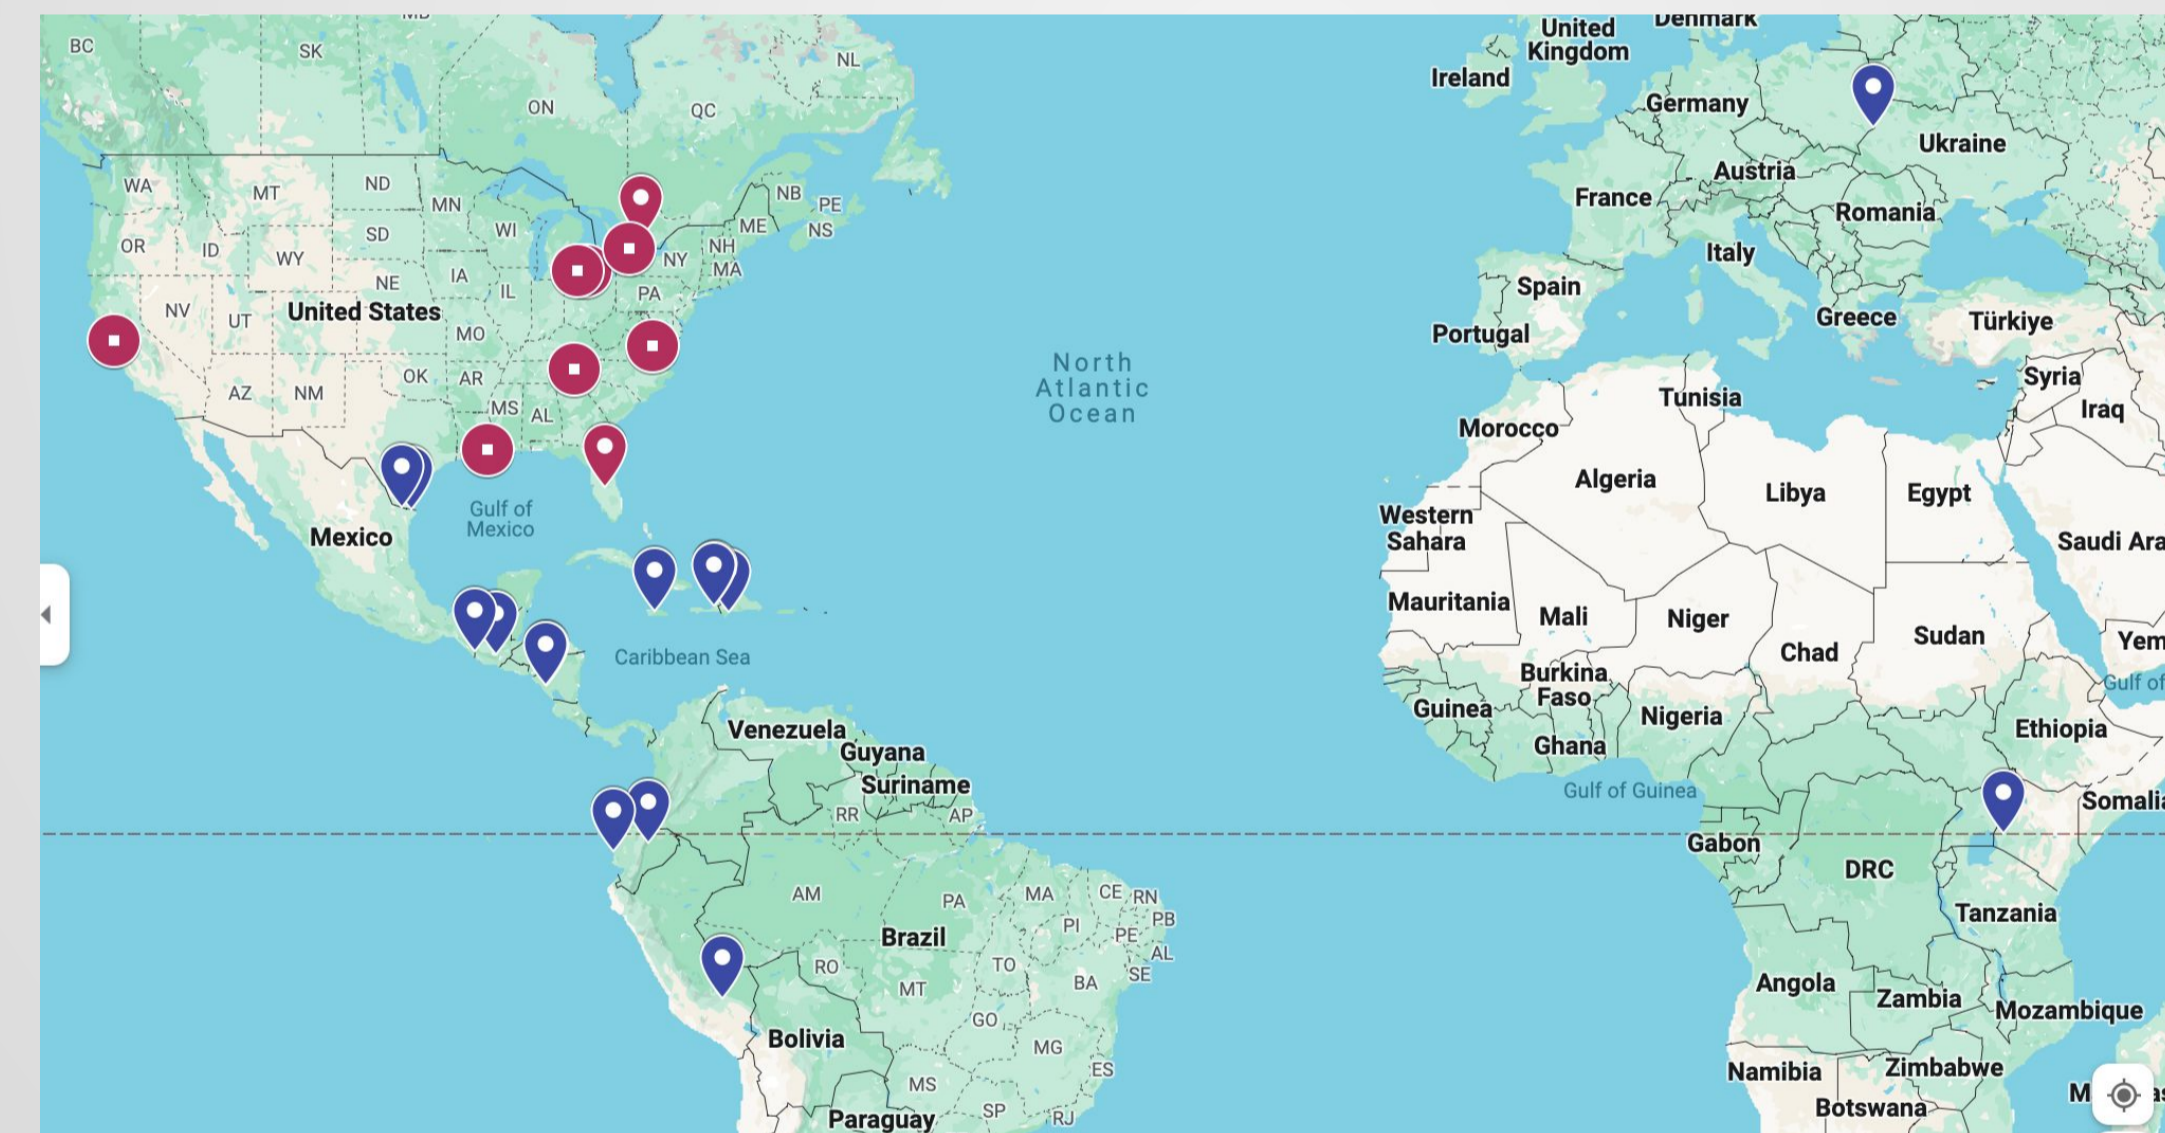 MB
BC
SK
NL
ON
QC
WA
MT
ND
MN
NB
PE
OR
ID
WY
SD
WI
ME
NS
NH
NY
MA
NE
IA
IL
PA
NV
UT
United States
MO
AZ
NM
OK
AR
MS
AL
Gulf of
Mexico
Mexico
Caribbean Sea
North
Atlantic
Ocean
Venezuela
Guyana
Suriname
RR
AP
AM
PA
MA
CE
RN
PB
PI
PE
AL
SE
Brazil
TO
BA
RO
MT
GO
MG
ES
Bolivia
MS
SP
RJ
Paraguay
Denmark
United
Kingdom
Ireland
Germany
Ukraine
Austria
France
Romania
Italy
Spain
Greece
Türkiye
Portugal
Syria
Tunisia
Iraq
Morocco
Algeria
Libya
Egypt
Western
Sahara
Saudi Ara
Mauritania
Mali
Niger
Chad
Sudan
Yem
Gulf of
Burkina
Faso
Guinea
Nigeria
Ethiopia
Ghana
Gulf of Guinea
Somalia
Gabon
DRC
Tanzania
Angola
Zambia
Mozambique
Namibia
Zimbabwe
Botswana